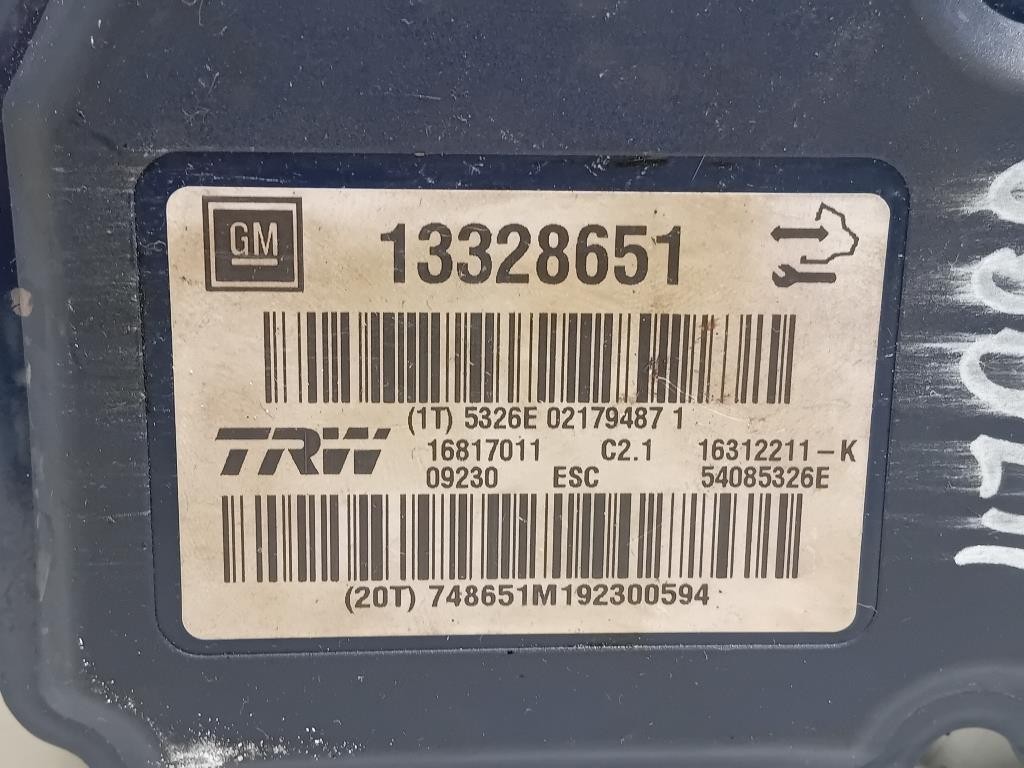 GM 13328651
(1T) 5326E 02179487 1
TRW 16817011 C2.1 16312211-K
09230 ESC 54085326E
(20T) 748651M192300594